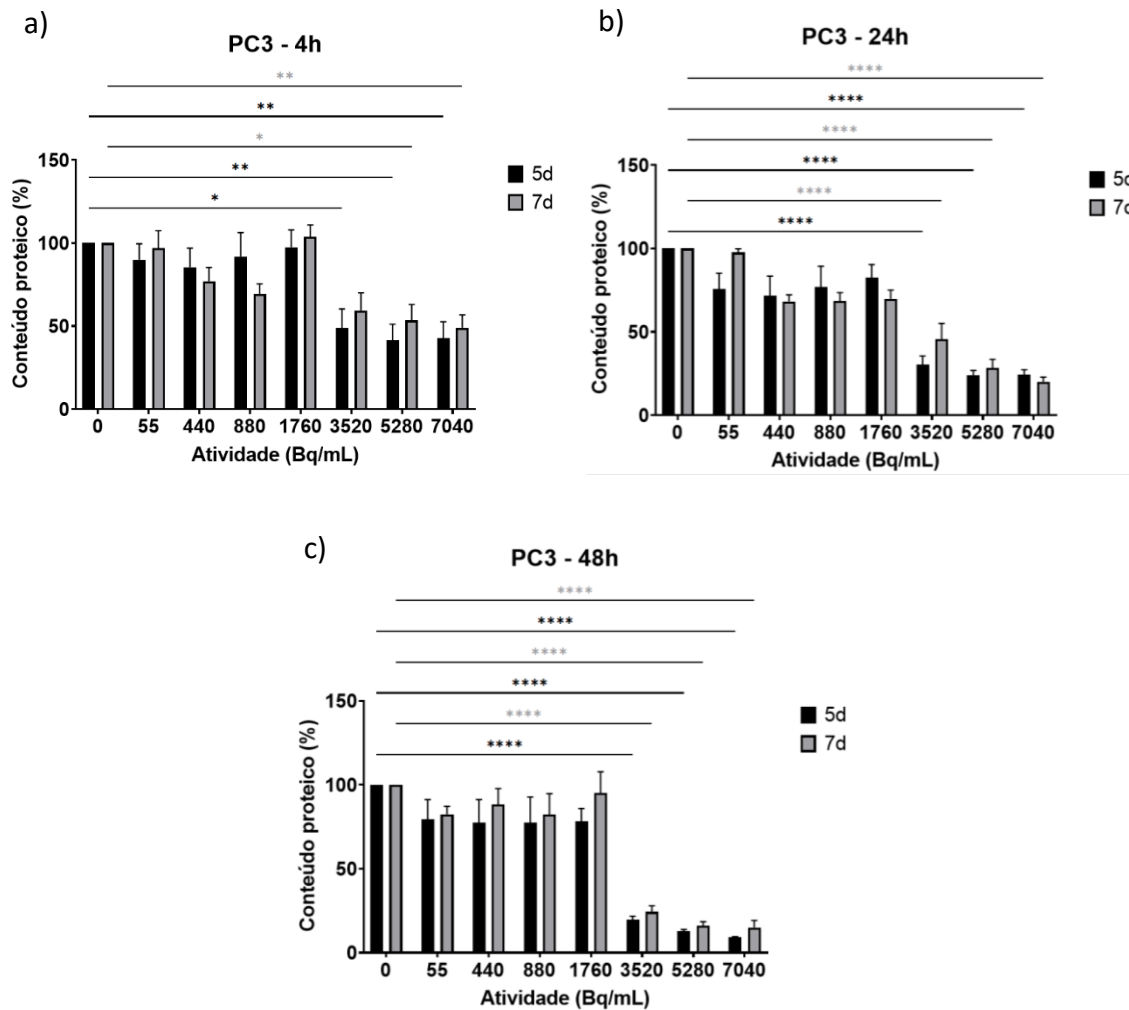 a)
PC3 - 4h
**
**
*
**
*
150
100
50
0
Conteúdo proteico (%)
0 55 440 880 1760 3520 5280 7040
Atividade (Bq/mL)
5d
7d
b)
PC3 - 24h
****
****
****
****
****
****
150
100
50
0
Conteúdo proteico (%)
0 55 440 880 1760 3520 5280 7040
Atividade (Bq/mL)
5d
7d
c)
PC3 - 48h
****
****
****
****
****
****
150
100
50
0
Conteúdo proteico (%)
0 55 440 880 1760 3520 5280 7040
Atividade (Bq/mL)
5d
7d